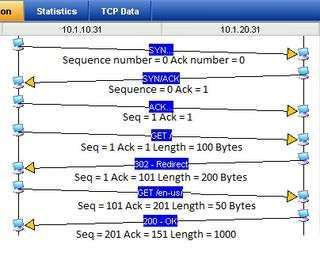 on Statistics TCP Data
10.1.10.31 10.1.20.31
SYN...
Sequence number = 0 Ack number = 0
SYN/ACK
Sequence = 0 Ack = 1
ACK...
Seq = 1 Ack = 1
GET /
Seq = 1 Ack = 1 Length = 100 Bytes
302 - Redirect
Seq = 1 Ack = 101 Length = 200 Bytes
GET /en-us/
Seq = 101 Ack = 201 Length = 50 Bytes
200 - OK
Seq = 201 Ack = 151 Length = 1000